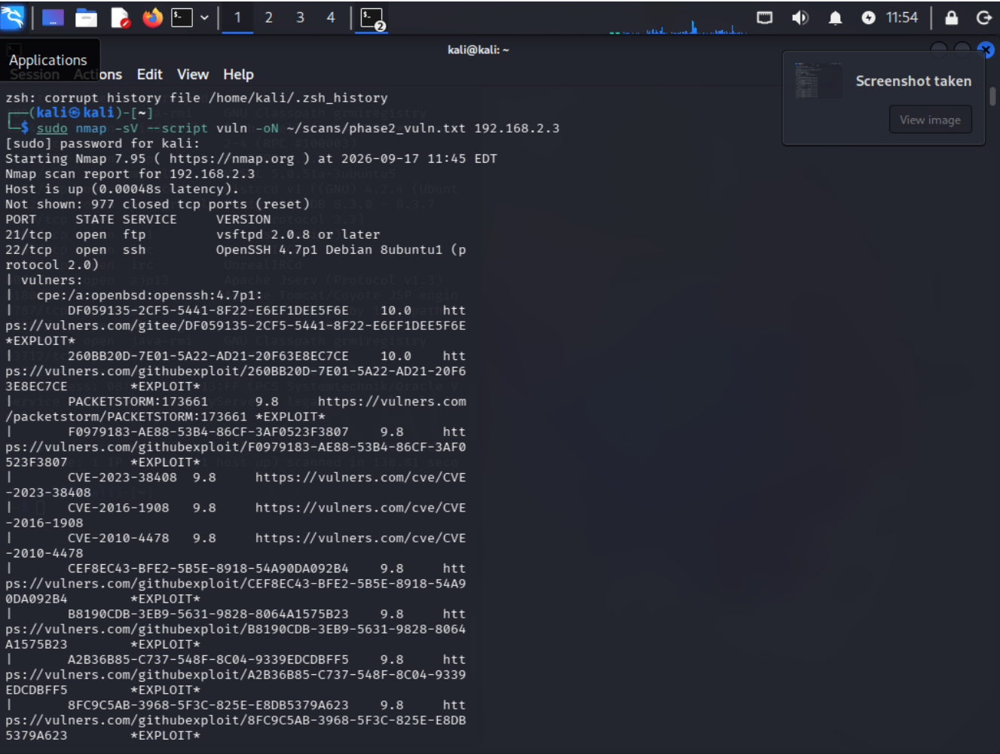 1 2 3 4
2
11:54
Applications
kali@kali: ~
Session Actions Edit View Help
Screenshot taken
View image
zsh: corrupt history file /home/kali/.zsh_history
(kali㉿kali)-[~]
$ sudo nmap -sV --script vuln -oN ~/scans/phase2_vuln.txt 192.168.2.3
[sudo] password for kali:
Starting Nmap 7.95 ( https://nmap.org ) at 2026-09-17 11:45 EDT
Nmap scan report for 192.168.2.3
Host is up (0.00048s latency).
Not shown: 977 closed tcp ports (reset)
PORT STATE SERVICE VERSION
21/tcp open ftp vsftpd 2.0.8 or later
22/tcp open ssh OpenSSH 4.7p1 Debian 8ubuntu1 (p
rotocol 2.0)
| vulners:
| cpe:/a:openbsd:openssh:4.7p1:
| DF059135-2CF5-5441-8F22-E6EF1DEE5F6E 10.0 htt
ps://vulners.com/gitee/DF059135-2CF5-5441-8F22-E6EF1DEE5F6E
*EXPLOIT*
| 260BB20D-7E01-5A22-AD21-20F63E8EC7CE 10.0 htt
ps://vulners.com/githubexploit/260BB20D-7E01-5A22-AD21-20F6
3E8EC7CE *EXPLOIT*
| PACKETSTORM:173661 9.8 https://vulners.com
/packetstorm/PACKETSTORM:173661 *EXPLOIT*
| F0979183-AE88-53B4-86CF-3AF0523F3807 9.8 htt
ps://vulners.com/githubexploit/F0979183-AE88-53B4-86CF-3AF0
523F3807 *EXPLOIT*
| CVE-2023-38408 9.8 https://vulners.com/cve/CVE
-2023-38408
| CVE-2016-1908 9.8 https://vulners.com/cve/CVE
-2016-1908
| CVE-2010-4478 9.8 https://vulners.com/cve/CVE
-2010-4478
| CEF8EC43-BFE2-5B5E-8918-54A90DA092B4 9.8 htt
ps://vulners.com/githubexploit/CEF8EC43-BFE2-5B5E-8918-54A9
0DA092B4 *EXPLOIT*
| B8190CDB-3EB9-5631-9828-8064A1575B23 9.8 htt
ps://vulners.com/githubexploit/B8190CDB-3EB9-5631-9828-8064
A1575B23 *EXPLOIT*
| A2B36B85-C737-548F-8C04-9339EDCDBFF5 9.8 htt
ps://vulners.com/githubexploit/A2B36B85-C737-548F-8C04-9339
EDCDBFF5 *EXPLOIT*
| 8FC9C5AB-3968-5F3C-825E-E8DB5379A623 9.8 htt
ps://vulners.com/githubexploit/8FC9C5AB-3968-5F3C-825E-E8DB
5379A623 *EXPLOIT*